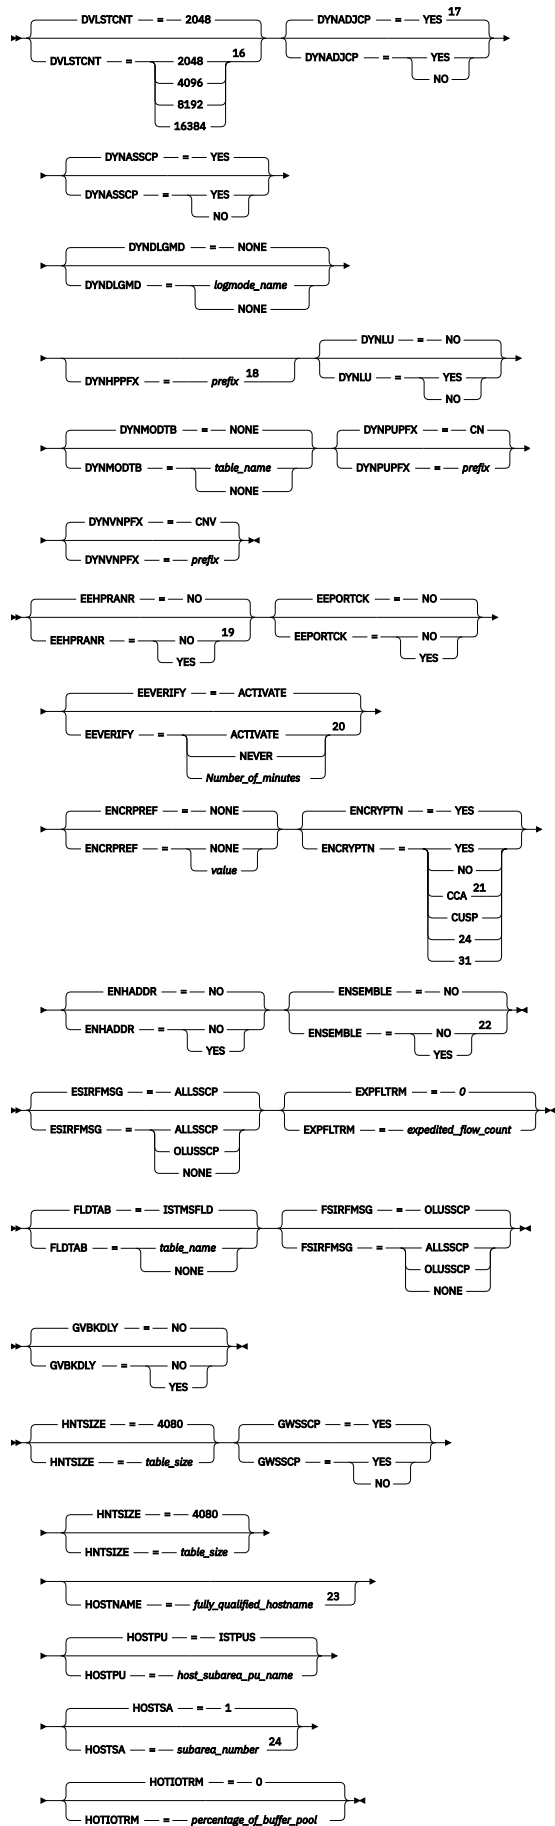 DVLSTCNT = 2048 DYNADJCP = YES 17
DVLSTCNT = 2048 16 DYNADJCP = YES
4096 NO
8192
16384
DYNASSCP = YES
DYNASSCP = YES
NO
DYNDLGMD = NONE
DYNDLGMD = logmode_name
NONE
DYNLU = NO
DYNHPPFX = prefix 18 DYNLU = YES
NO
DYNMODTB = NONE DYNPUPFX = CN
DYNMODTB = table_name DYNPUPFX = prefix
NONE
DYNVNPFX = CNV
DYNVNPFX = prefix
EEHPRANR = NO EEPORTCK = NO
EEHPRANR = NO 19 EEPORTCK = NO
YES YES
EEVERIFY = ACTIVATE
EEVERIFY = ACTIVATE 20
NEVER
Number_of_minutes
ENCRPREF = NONE ENCRYPTN = YES
ENCRPREF = NONE ENCRYPTN = YES
value NO
CCA 21
CUSP
24
31
ENHADDR = NO ENSEMBLE = NO
ENHADDR = NO ENSEMBLE = NO 22
YES YES
ESIRFMSG = ALLSSCP EXPFLTRM = 0
ESIRFMSG = ALLSSCP EXPFLTRM = expedited_flow_count
OLUSSCP
NONE
FLDTAB = ISTMSFLD FSIRFMSG = OLUSSCP
FLDTAB = table_name FSIRFMSG = ALLSSCP
NONE OLUSSCP
NONE
GVBKDLY = NO
GVBKDLY = NO
YES
HNTSIZE = 4080 GWSSCP = YES
HNTSIZE = table_size GWSSCP = YES
NO
HNTSIZE = 4080
HNTSIZE = table_size
HOSTNAME = fully_qualified_hostname 23
HOSTPU = ISTPUS
HOSTPU = host_subarea_pu_name
HOSTSA = 1
HOSTSA = subarea_number 24
HOTIOTRM = 0
HOTIOTRM = percentage_of_buffer_pool